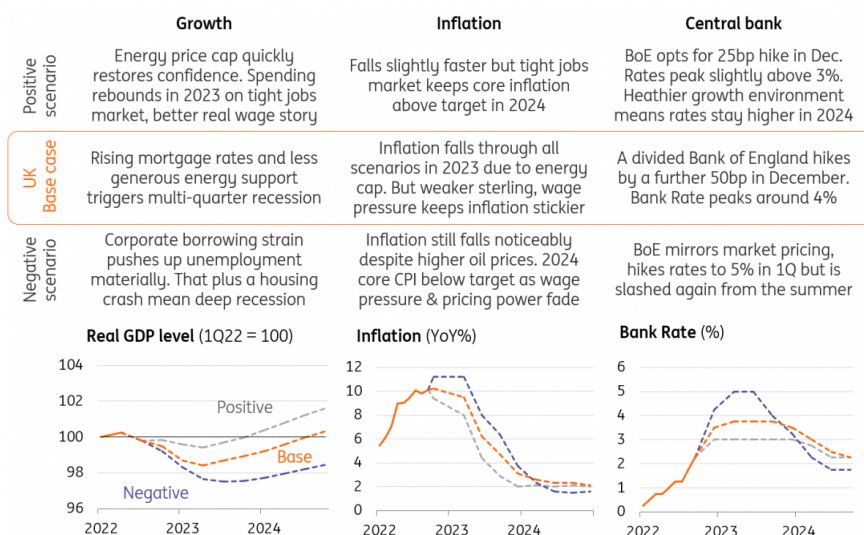 Growth
Inflation
Central bank
Positive
scenario
Energy price cap quickly
restores confidence. Spending
rebounds in 2023 on tight jobs
market, better real wage story
Falls slightly faster but tight jobs
market keeps core inflation
above target in 2024
BoE opts for 25bp hike in Dec.
Rates peak slightly above 3%.
Heathier growth environment
means rates stay higher in 2024
UK
Base case
Rising mortgage rates and less
generous energy support
triggers multi-quarter recession
Inflation falls through all
scenarios in 2023 due to energy
cap. But weaker sterling, wage
pressure keeps inflation stickier
A divided Bank of England hikes
by a further 50bp in December.
Bank Rate peaks around 4%
Negative
scenario
Corporate borrowing strain
pushes up unemployment
materially. That plus a housing
crash mean deep recession
Inflation still falls noticeably
despite higher oil prices. 2024
core CPI below target as wage
pressure & pricing power fade
BoE mirrors market pricing,
hikes rates to 5% in 1Q but is
slashed again from the summer
Real GDP level (1Q22 = 100)
104
102
100
98
96
Positive
Base
Negative
2022 2023 2024
Inflation (YoY%)
12
10
8
6
4
2
0
2022 2023 2024
Bank Rate (%)
6
5
4
3
2
1
0
2022 2023 2024